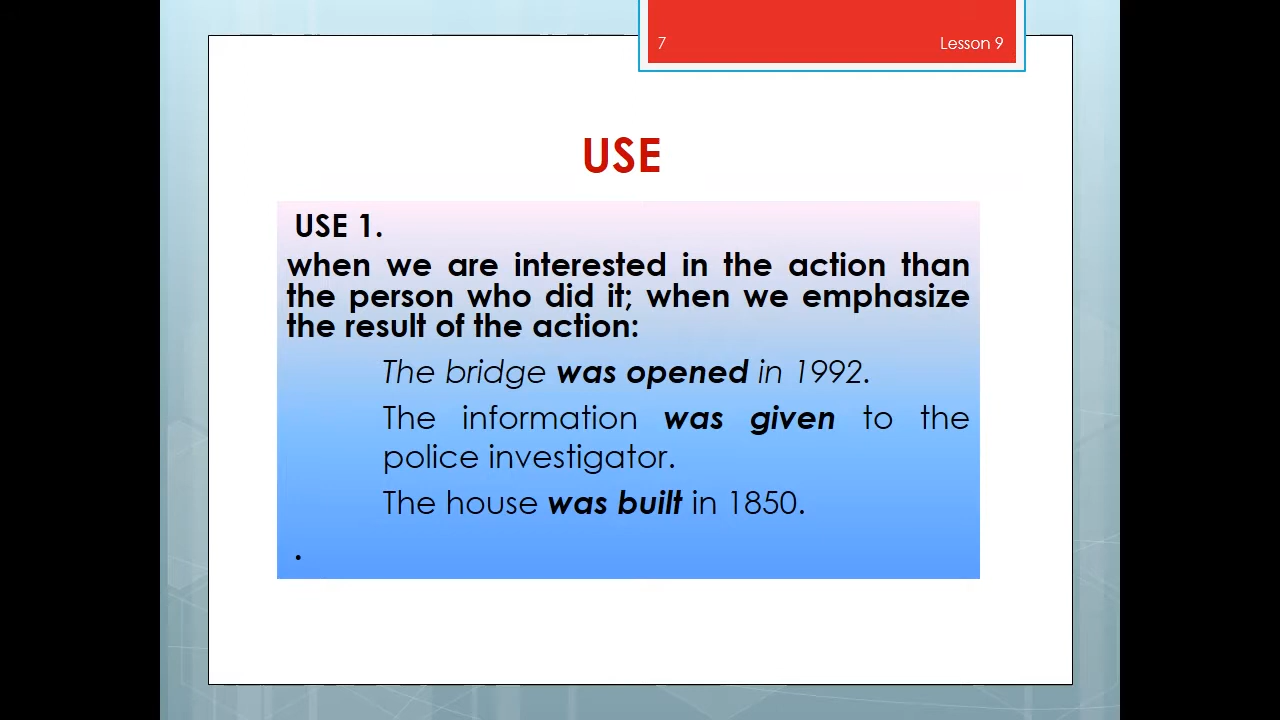 7
Lesson 9
USE
USE 1.
when we are interested in the action than
the person who did it; when we emphasize
the result of the action:
The bridge was opened in 1992.
The information was given to the
police investigator.
The house was built in 1850.
.